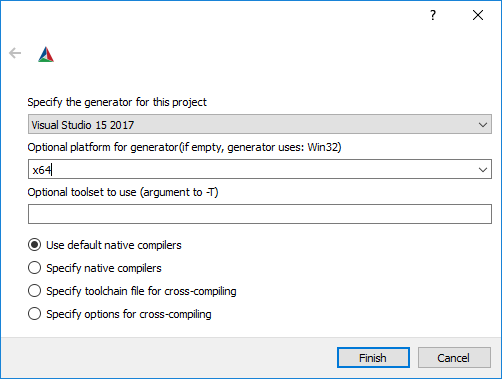 ?
Specify the generator for this project
Visual Studio 15 2017
Optional platform for generator(if empty, generator uses: Win32)
x64
Optional toolset to use (argument to -T)
Use default native compilers
Specify native compilers
Specify toolchain file for cross-compiling
Specify options for cross-compiling
Finish Cancel